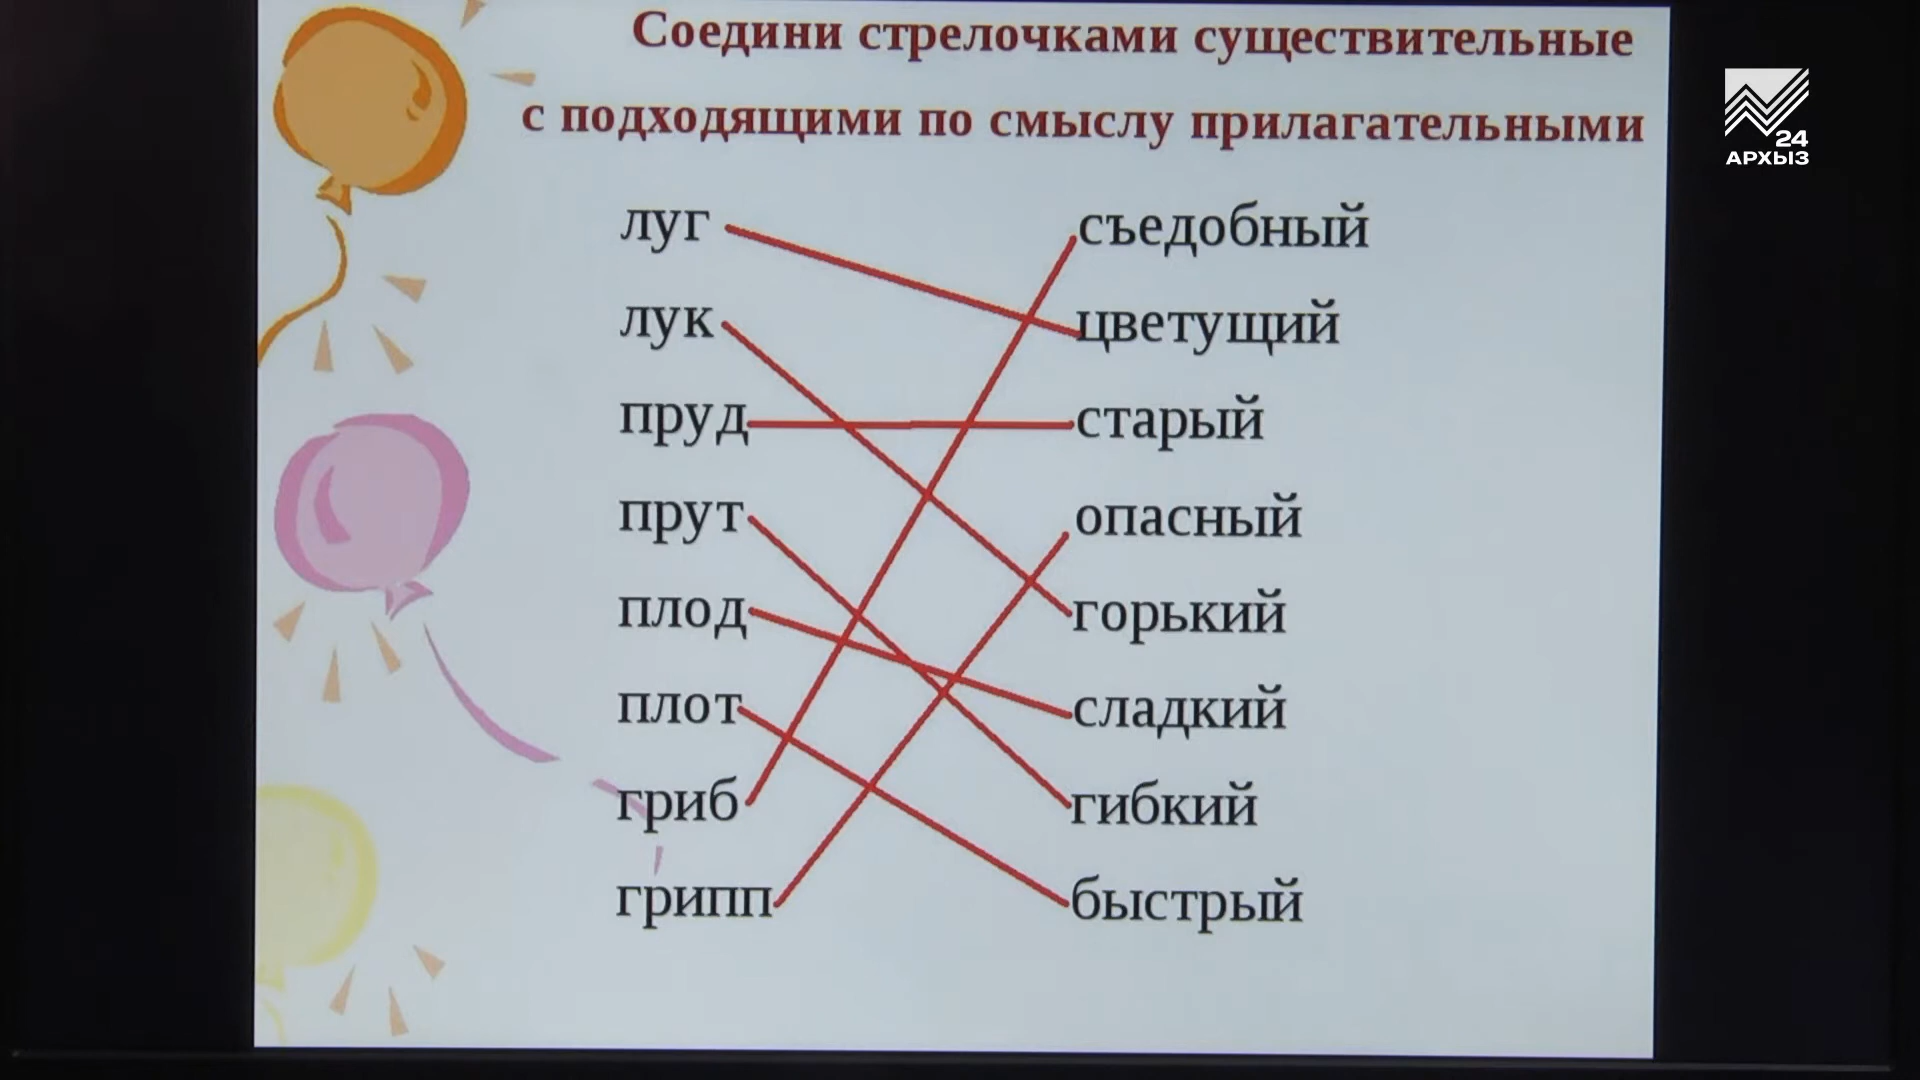 Соедини стрелочками существительные
с подходящими по смыслу прилагательными
луг съедобный
лук цветущий
пруд старый
прут опасный
плод горький
плот сладкий
гриб гибкий
грипп быстрый
24
АРХЫЗ